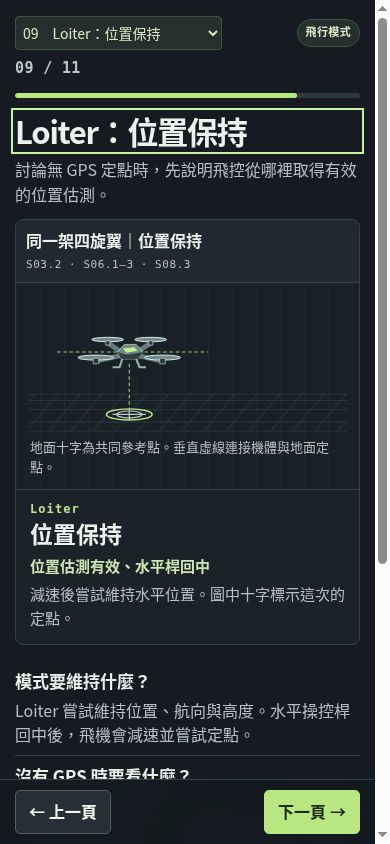 09　Loiter：位置保持
飛行模式
09 / 11
Loiter：位置保持
討論無 GPS 定點時，先說明飛控從哪裡取得有效
的位置估測。
同一架四旋翼｜位置保持
S03.2 · S06.1–3 · S08.3
地面十字為共同參考點。垂直虛線連接機體與地面定
點。
Loiter
位置保持
位置估測有效、水平桿回中
減速後嘗試維持水平位置。圖中十字標示這次的
定點。
模式要維持什麼？
Loiter 嘗試維持位置、航向與高度。水平操控桿
回中後，飛機會減速並嘗試定點。
沒有 GPS 時要看什麼？
← 上一頁
下一頁 →